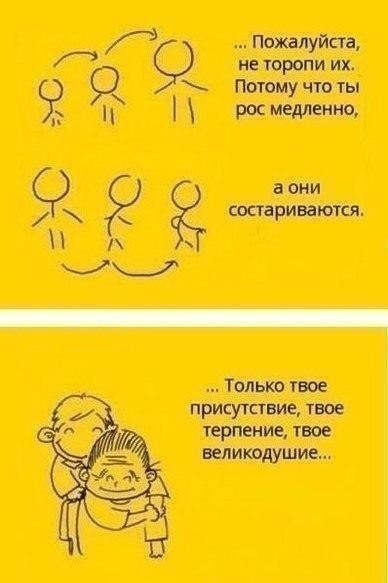 ... Пожалуйста,
не торопи их.
Потому что ты
рос медленно,
а они
состариваются.
... Только твое
присутствие, твое
терпение, твое
великодушие...